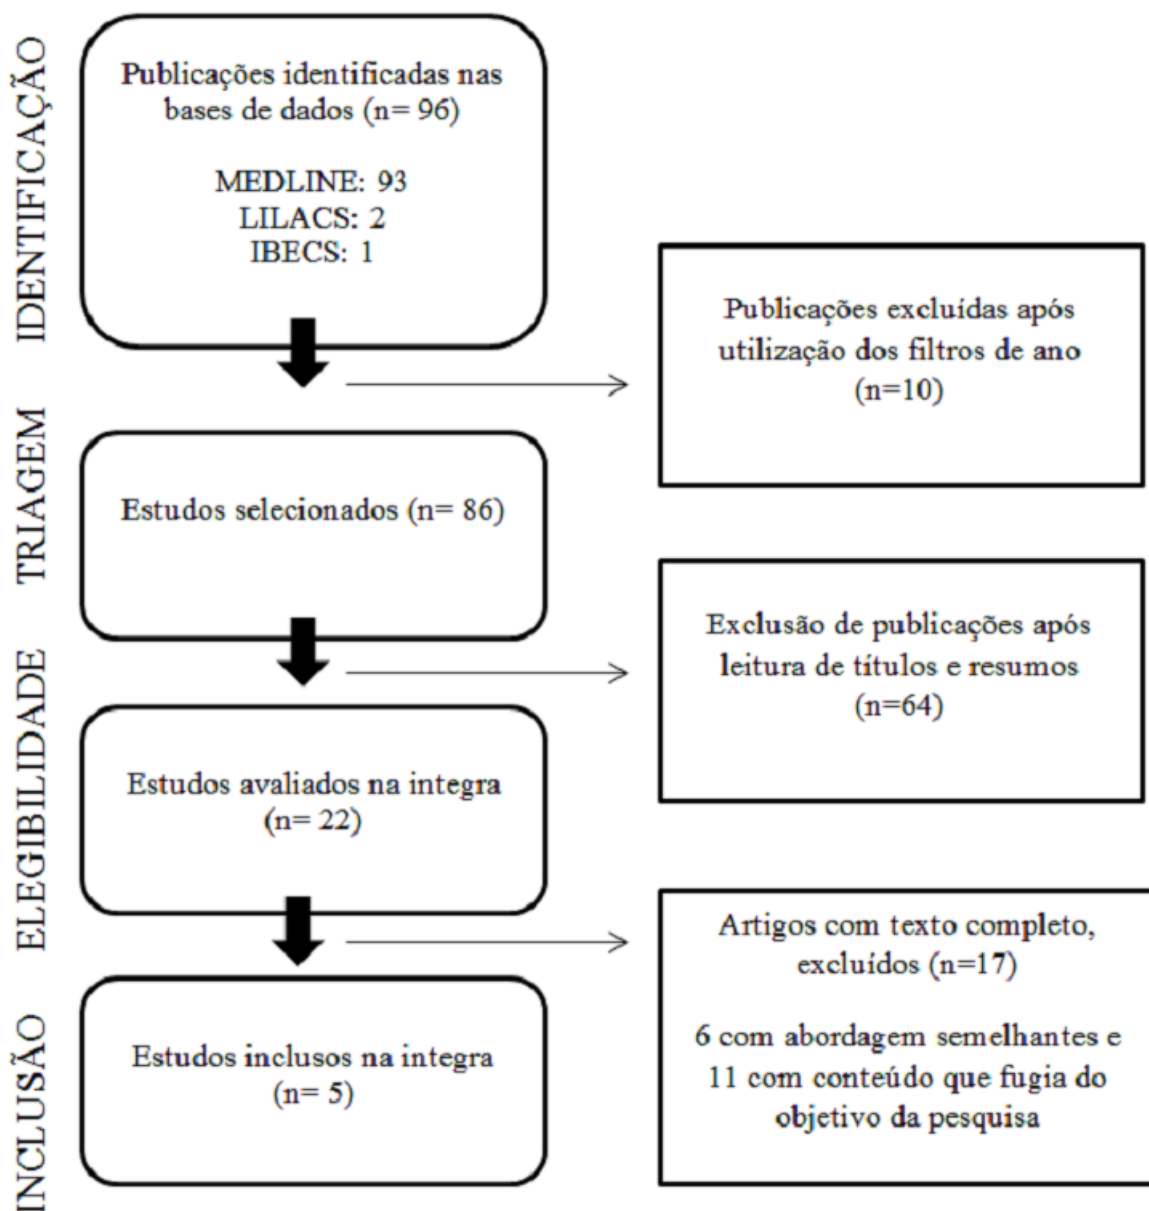 IDENTIFICAÇÃO
Publicações identificadas nas
bases de dados (n= 96)
MEDLINE: 93
LILACS: 2
IBECS: 1
Publicações excluídas após
utilização dos filtros de ano
(n=10)
TRIAGEM
Estudos selecionados (n= 86)
Exclusão de publicações após
leitura de títulos e resumos
(n=64)
ELEGIBILIDADE
Estudos avaliados na integra
(n= 22)
Artigos com texto completo,
excluídos (n=17)
6 com abordagem semelhantes e
11 com conteúdo que fugia do
objetivo da pesquisa
INCLUSÃO
Estudos inclusos na integra
(n= 5)